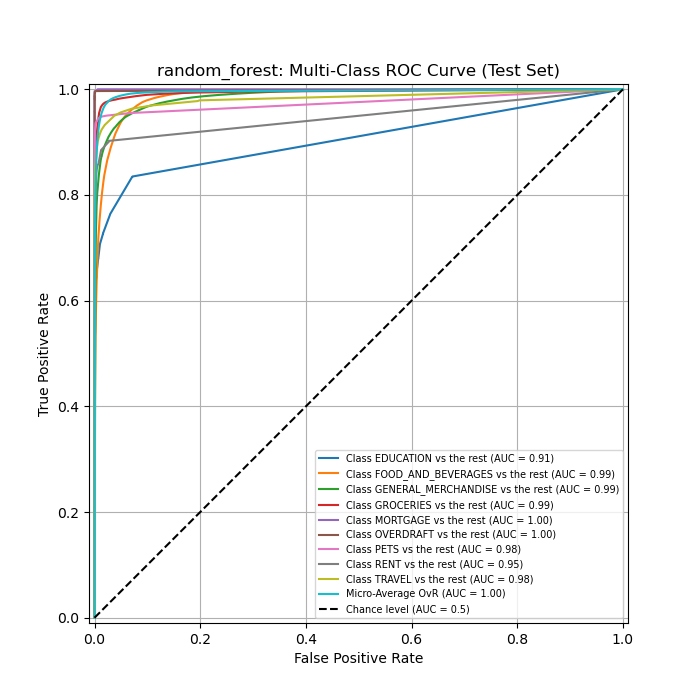 random_forest: Multi-Class ROC Curve (Test Set)
1.0
0.8
0.6
0.4
0.2
0.0
True Positive Rate
Class EDUCATION vs the rest (AUC = 0.91)
Class FOOD_AND_BEVERAGES vs the rest (AUC = 0.99)
Class GENERAL_MERCHANDISE vs the rest (AUC = 0.99)
Class GROCERIES vs the rest (AUC = 0.99)
Class MORTGAGE vs the rest (AUC = 1.00)
Class OVERDRAFT vs the rest (AUC = 1.00)
Class PETS vs the rest (AUC = 0.98)
Class RENT vs the rest (AUC = 0.95)
Class TRAVEL vs the rest (AUC = 0.98)
Micro-Average OvR (AUC = 1.00)
Chance level (AUC = 0.5)
0.0 0.2 0.4 0.6 0.8 1.0
False Positive Rate